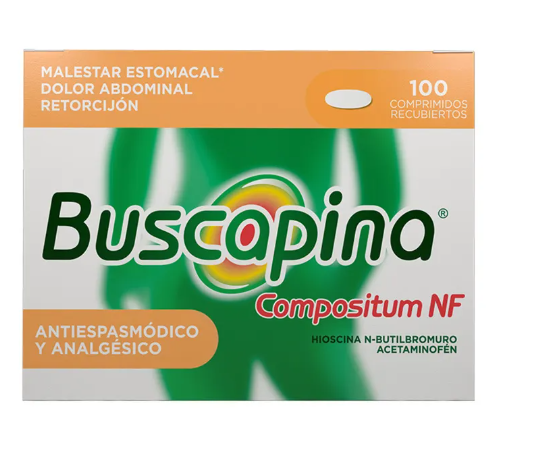 MALESTAR ESTOMACAL*
DOLOR ABDOMINAL
RETORCIJÓN
100
COMPRIMIDOS
RECUBIERTOS
Buscapina®
Compositum NF
HIOSCINA N-BUTILBROMURO
ACETAMINOFÉN
ANTIESPASMÓDICO
Y ANALGÉSICO